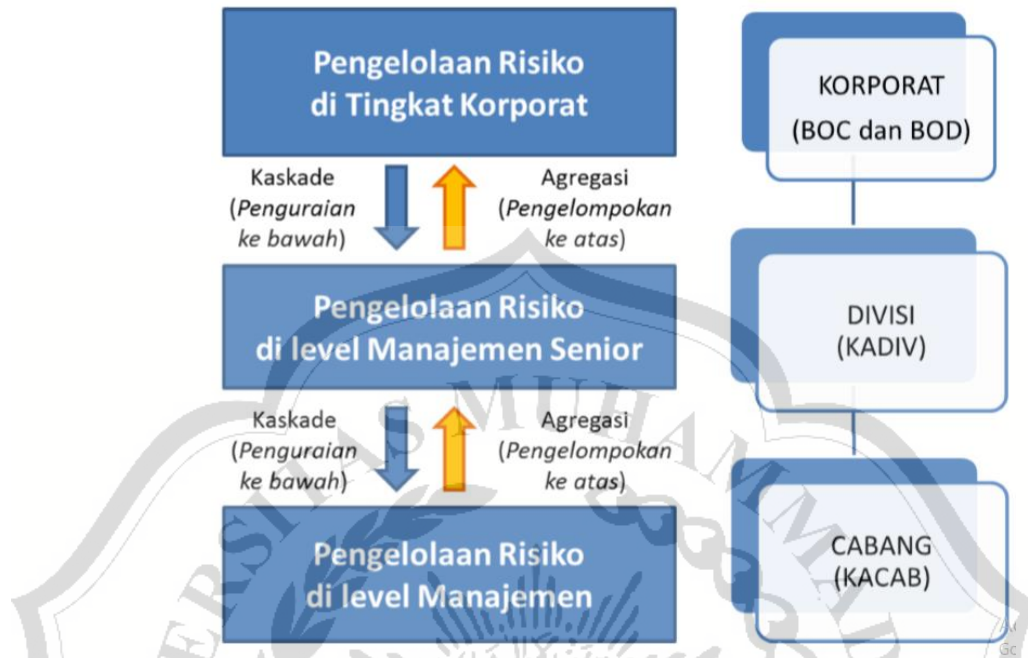 Pengelolaan Risiko
di Tingkat Korporat
KORPORAT
(BOC dan BOD)
Kaskade
(Penguraian
ke bawah)
Agregasi
(Pengelompokan
ke atas)
Pengelolaan Risiko
di level Manajemen Senior
DIVISI
(KADIV)
Kaskade
(Penguraian
ke bawah)
Agregasi
(Pengelompokan
ke atas)
Pengelolaan Risiko
di level Manajemen
CABANG
(KACAB)
ERSITAS MUHAMMA